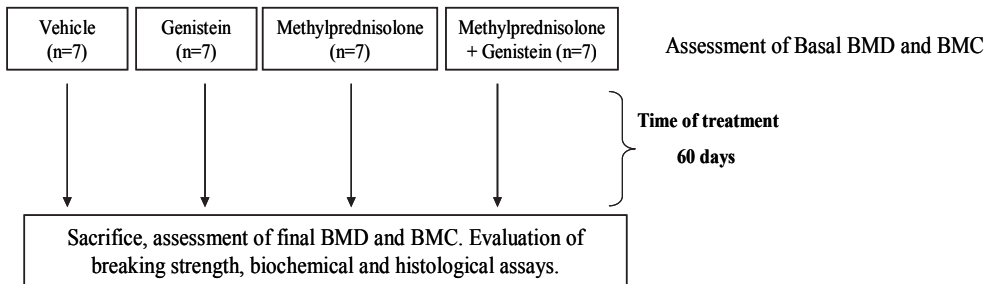 Vehicle
(n=7)
Genistein
(n=7)
Methylprednisolone
(n=7)
Methylprednisolone
+ Genistein (n=7)
Assessment of Basal BMD and BMC
Time of treatment
60 days
Sacrifice, assessment of final BMD and BMC. Evaluation of
breaking strength, biochemical and histological assays.